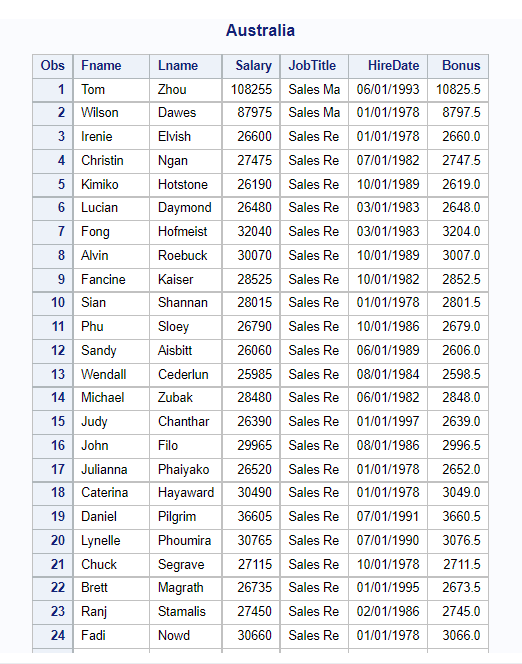 Australia
Obs Fname Lname Salary JobTitle HireDate Bonus
1 Tom Zhou 108255 Sales Ma 06/01/1993 10825.5
2 Wilson Dawes 87975 Sales Ma 01/01/1978 8797.5
3 Irenie Elvish 26600 Sales Re 01/01/1978 2660.0
4 Christin Ngan 27475 Sales Re 07/01/1982 2747.5
5 Kimiko Hotstone 26190 Sales Re 10/01/1989 2619.0
6 Lucian Daymond 26480 Sales Re 03/01/1983 2648.0
7 Fong Hofmeist 32040 Sales Re 03/01/1983 3204.0
8 Alvin Roebuck 30070 Sales Re 10/01/1989 3007.0
9 Fancine Kaiser 28525 Sales Re 10/01/1982 2852.5
10 Sian Shannan 28015 Sales Re 01/01/1978 2801.5
11 Phu Sloey 26790 Sales Re 10/01/1986 2679.0
12 Sandy Aisbitt 26060 Sales Re 06/01/1989 2606.0
13 Wendall Cederlun 25985 Sales Re 08/01/1984 2598.5
14 Michael Zubak 28480 Sales Re 06/01/1982 2848.0
15 Judy Chanthar 26390 Sales Re 01/01/1997 2639.0
16 John Filo 29965 Sales Re 08/01/1986 2996.5
17 Julianna Phaiyako 26520 Sales Re 01/01/1978 2652.0
18 Caterina Hayaward 30490 Sales Re 01/01/1978 3049.0
19 Daniel Pilgrim 36605 Sales Re 07/01/1991 3660.5
20 Lynelle Phoumira 30765 Sales Re 07/01/1990 3076.5
21 Chuck Segrave 27115 Sales Re 10/01/1978 2711.5
22 Brett Magrath 26735 Sales Re 01/01/1995 2673.5
23 Ranj Stamalis 27450 Sales Re 02/01/1986 2745.0
24 Fadi Nowd 30660 Sales Re 01/01/1978 3066.0